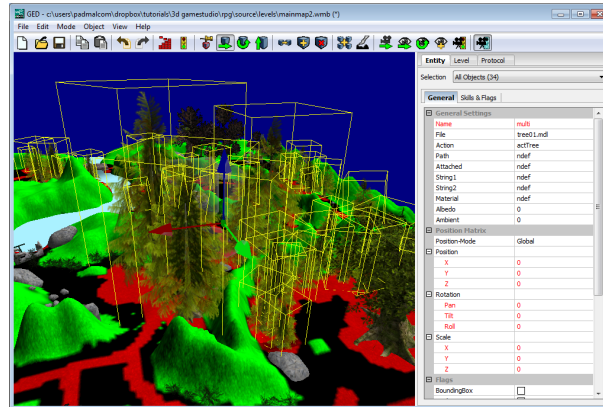 GED - c:\users\padmalcom\dropbox\tutorials\3d gamestudio\rpg\source\levels\mainmap2.wmb (*)
File Edit Mode Object View Help
Entity Level Protocol
Selection All Objects (34)
General Skills & Flags
General Settings
Name multi
File tree01.mdl
Action actTree
Path ndef
Attached ndef
String1 ndef
String2 ndef
Material ndef
Albedo 0
Ambient 0
Position Matrix
Position-Mode Global
Position
X 0
Y 0
Z 0
Rotation
Pan 0
Tilt 0
Roll 0
Scale
X 0
Y 0
Z 0
Flags
BoundingBox